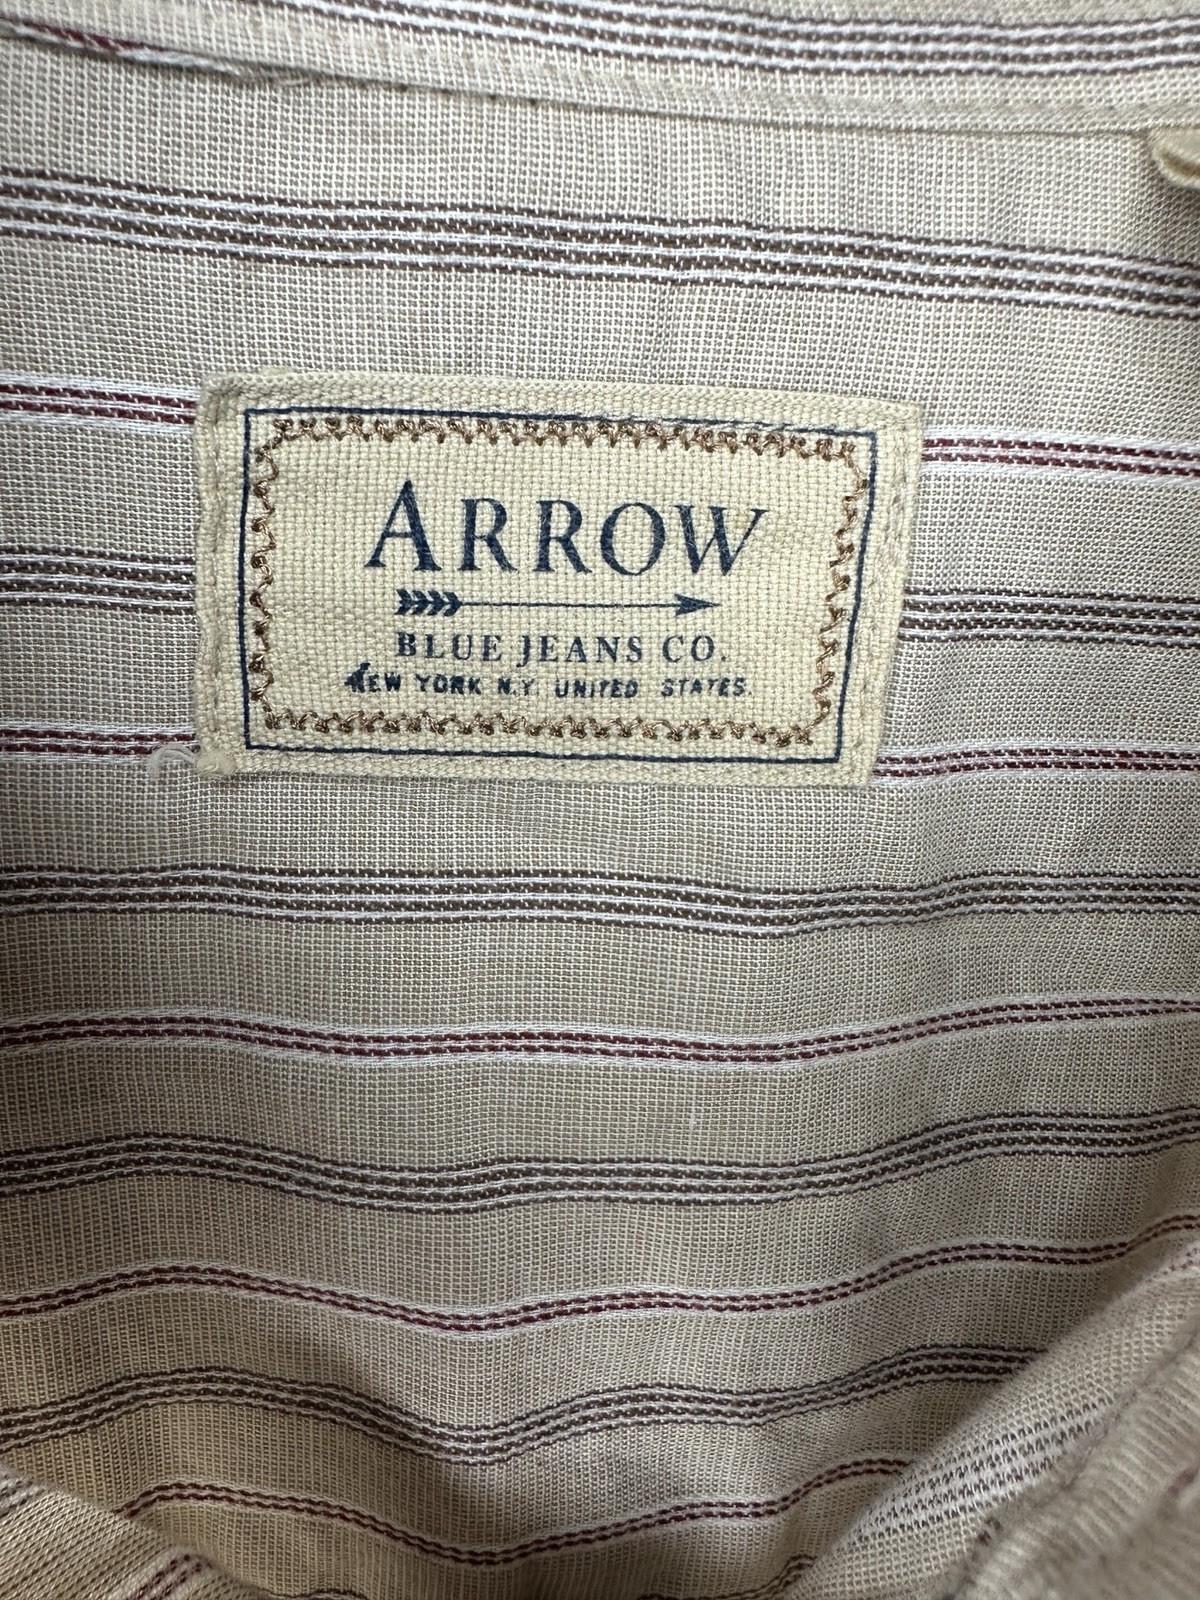 ARROW
BLUE JEANS CO.
NEW YORK N.Y. UNITED STATES.